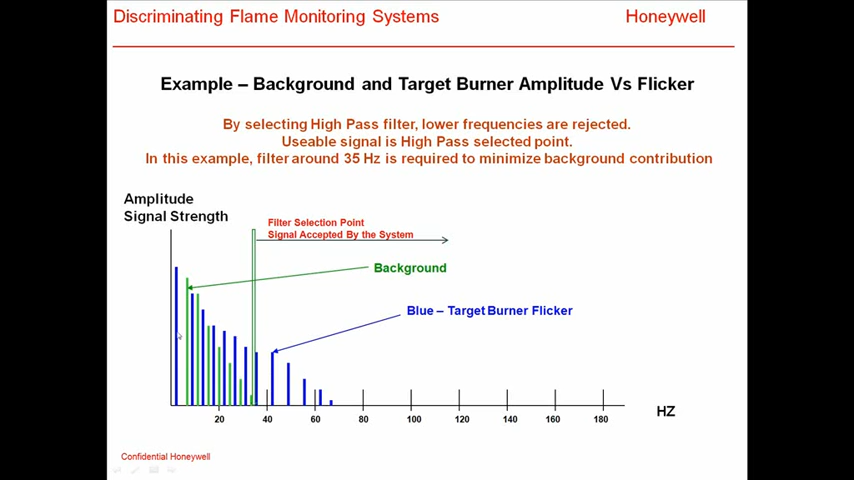 Discriminating Flame Monitoring Systems
Honeywell
Example – Background and Target Burner Amplitude Vs Flicker
By selecting High Pass filter, lower frequencies are rejected.
Useable signal is High Pass selected point.
In this example, filter around 35 Hz is required to minimize background contribution
Amplitude
Signal Strength
Filter Selection Point
Signal Accepted By the System
Background
Blue – Target Burner Flicker
20 40 60 80 100 120 140 160 180
HZ
Confidential Honeywell